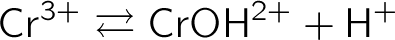 Cr³⁺ ⇄ CrOH²⁺ + H⁺